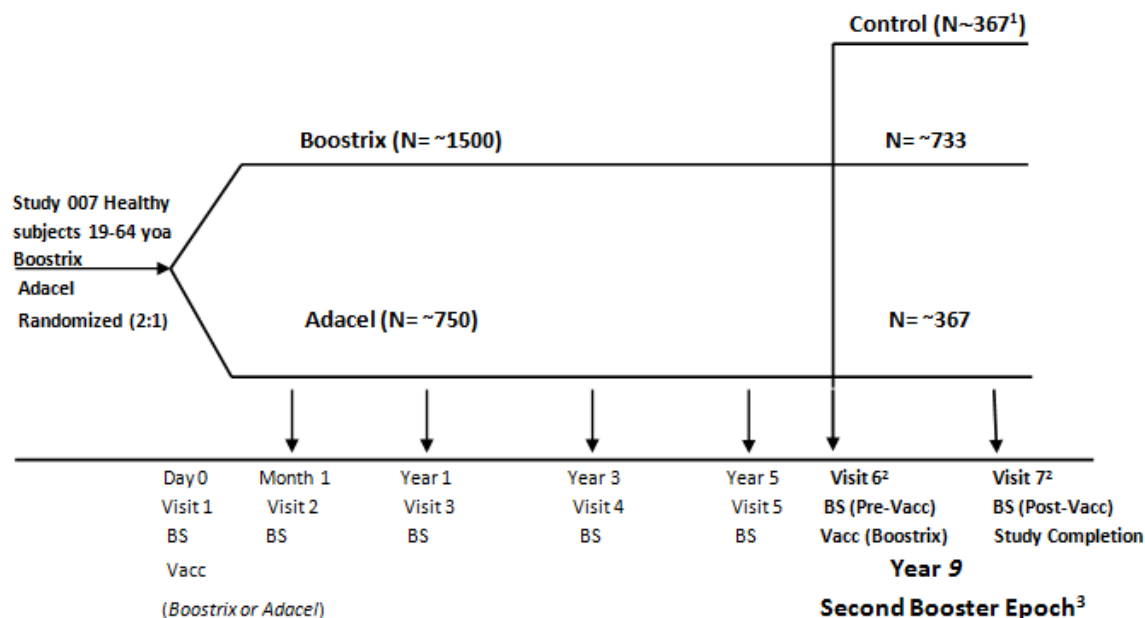 Control (N~367¹)
Boostrix (N= ~1500)
N= ~733
Study 007 Healthy
subjects 19-64 yoa
Boostrix
Adacel
Randomized (2:1)
Adacel (N= ~750)
N= ~367
Day 0
Visit 1
BS
Vacc
(Boostrix or Adacel)
Month 1
Visit 2
BS
Year 1
Visit 3
BS
Year 3
Visit 4
BS
Year 5
Visit 5
BS
Visit 6²
BS (Pre-Vacc)
Vacc (Boostrix)
Visit 7²
BS (Post-Vacc)
Study Completion
Year 9
Second Booster Epoch³